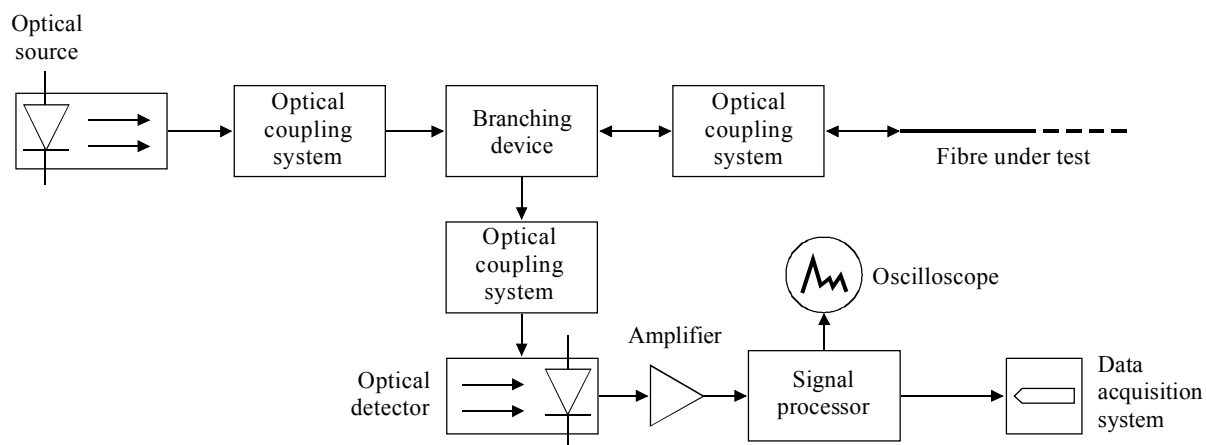 Optical
source
Optical
coupling
system
Branching
device
Optical
coupling
system
Fibre under test
Optical
coupling
system
Oscilloscope
Amplifier
Optical
detector
Signal
processor
Data
acquisition
system